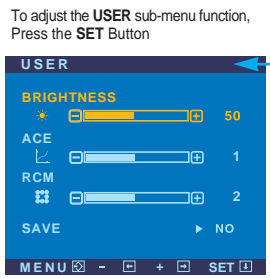 To adjust the USER sub-menu function,
Press the SET Button
USER
BRIGHTNESS
50
ACE
1
RCM
2
SAVE ▶ NO
MENU - + SET